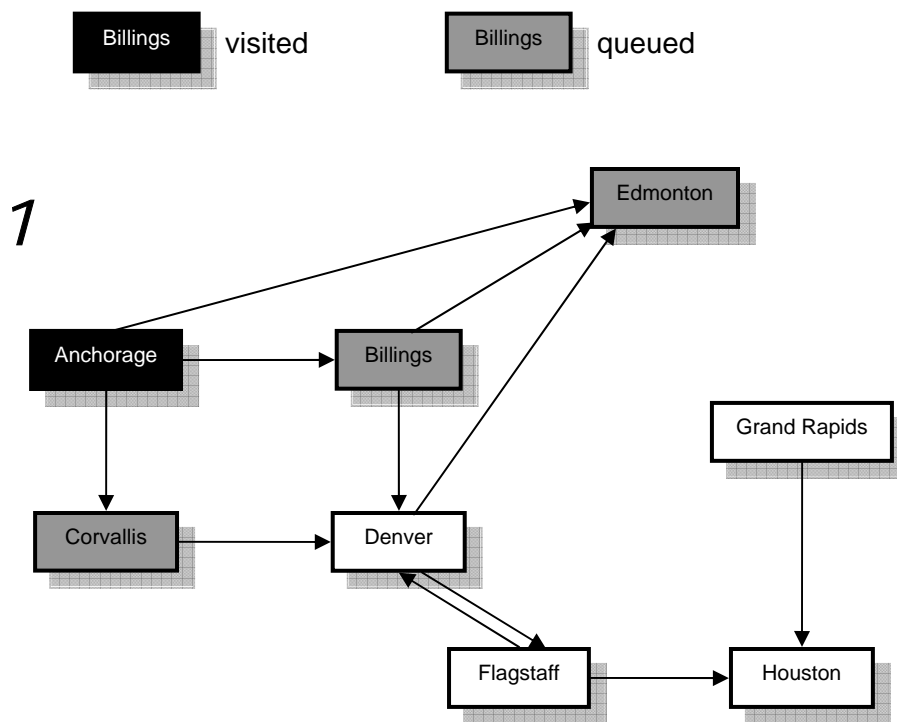 Billings visited
Billings queued
1
Edmonton
Anchorage
Billings
Grand Rapids
Corvallis
Denver
Flagstaff
Houston